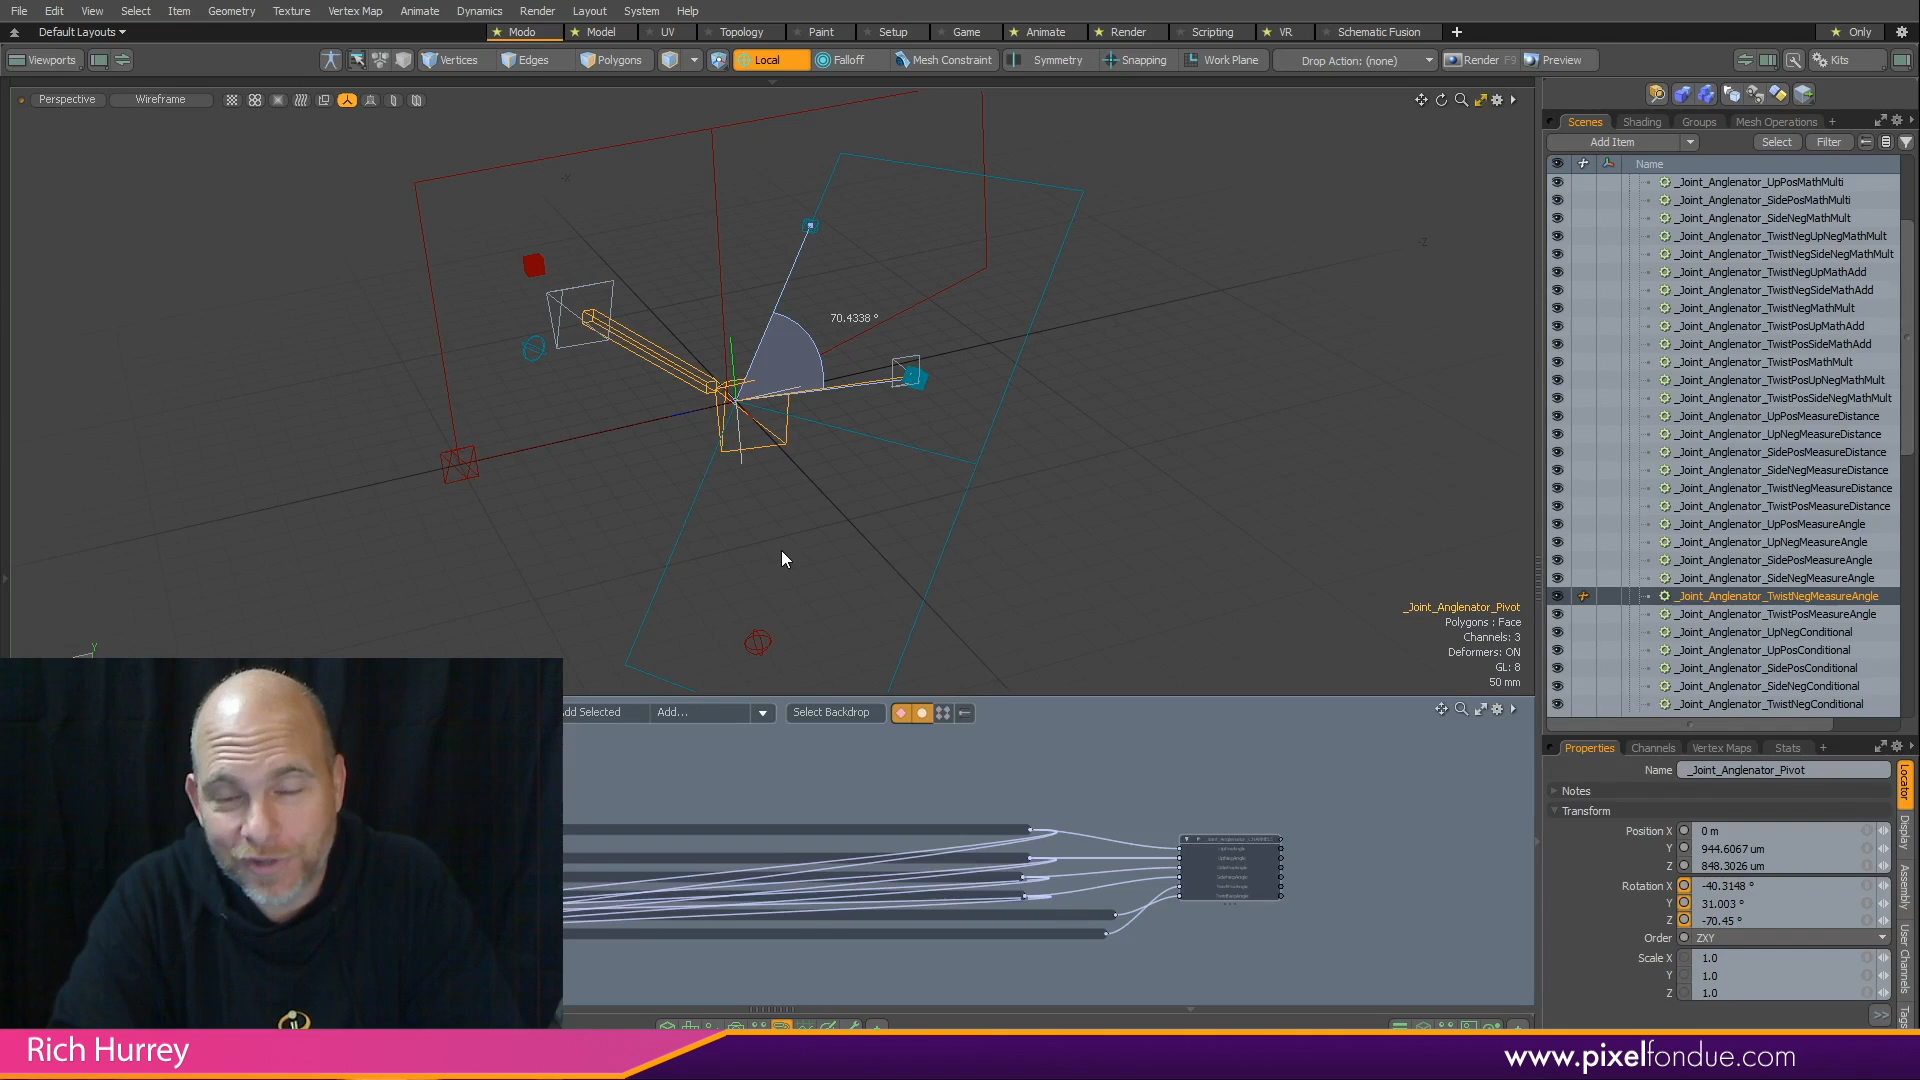 File Edit View Select Item Geometry Texture Vertex Map Animate Dynamics Render Layout System Help
Default Layouts Modo Model UV Topology Paint Setup Game Animate Render Scripting VR Schematic Fusion + Only
Viewports Vertices Edges Polygons Local Falloff Mesh Constraint Symmetry Snapping Work Plane Drop Action: (none) Render F9 Preview Kits
Perspective Wireframe
-X
-Z
70.4338 °
Y
_Joint_Anglenator_Pivot
Polygons : Face
Channels: 3
Deformers: ON
GL: 8
50 mm
Scenes Shading Groups Mesh Operations +
Add Item Select Filter
Name
_Joint_Anglenator_UpPosMathMulti
_Joint_Anglenator_SidePosMathMulti
_Joint_Anglenator_SideNegMathMult
_Joint_Anglenator_TwistNegUpNegMathMult
_Joint_Anglenator_TwistNegSideNegMathMult
_Joint_Anglenator_TwistNegUpMathAdd
_Joint_Anglenator_TwistNegSideMathAdd
_Joint_Anglenator_TwistNegMathMult
_Joint_Anglenator_TwistPosUpMathAdd
_Joint_Anglenator_TwistPosSideMathAdd
_Joint_Anglenator_TwistPosMathMult
_Joint_Anglenator_TwistPosUpNegMathMult
_Joint_Anglenator_TwistPosSideNegMathMult
_Joint_Anglenator_UpPosMeasureDistance
_Joint_Anglenator_UpNegMeasureDistance
_Joint_Anglenator_SidePosMeasureDistance
_Joint_Anglenator_SideNegMeasureDistance
_Joint_Anglenator_TwistNegMeasureDistance
_Joint_Anglenator_TwistPosMeasureDistance
_Joint_Anglenator_UpPosMeasureAngle
_Joint_Anglenator_UpNegMeasureAngle
_Joint_Anglenator_SidePosMeasureAngle
_Joint_Anglenator_SideNegMeasureAngle
_Joint_Anglenator_TwistNegMeasureAngle
_Joint_Anglenator_TwistPosMeasureAngle
_Joint_Anglenator_UpNegConditional
_Joint_Anglenator_UpPosConditional
_Joint_Anglenator_SidePosConditional
_Joint_Anglenator_SideNegConditional
_Joint_Anglenator_TwistNegConditional
Selected Add... Select Backdrop
Properties Channels Vertex Maps Stats +
Name _Joint_Anglenator_Pivot
Notes
Transform
Position X 0 m
Y 944.6067 um
Z 848.3026 um
Rotation X -40.3148 °
Y 31.003 °
Z -70.45 °
Order ZXY
Scale X 1.0
Y 1.0
Z 1.0
>>
Locator
Display
Assembly
User Channels
Tags
Rich Hurrey
www.pixelfondue.com